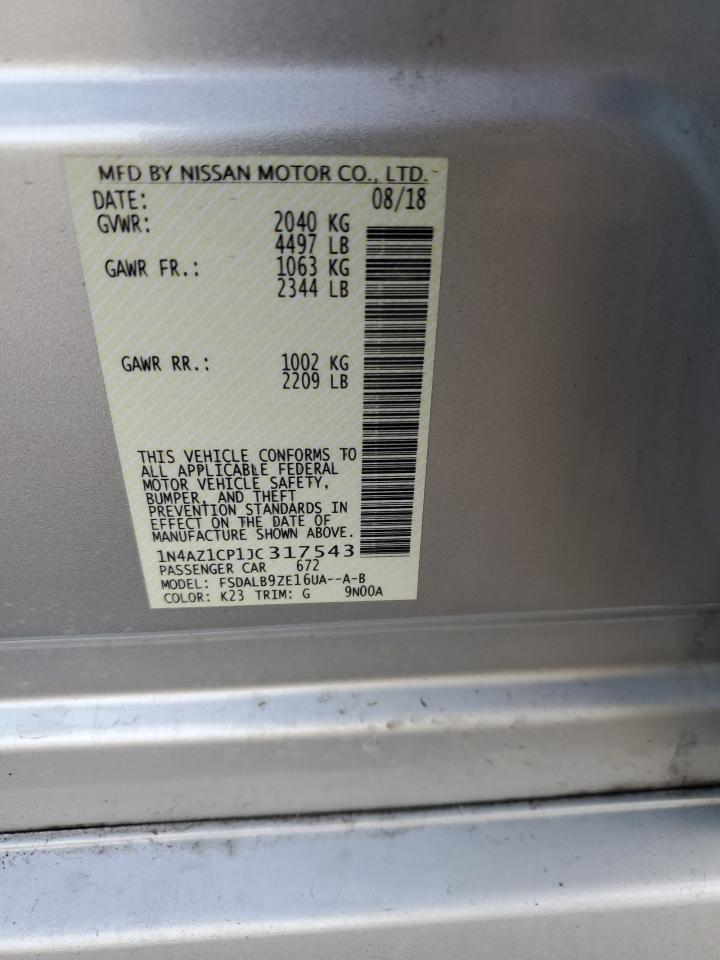 MFD BY NISSAN MOTOR CO., LTD.
DATE: 08/18
GVWR: 2040 KG
4497 LB
GAWR FR.: 1063 KG
2344 LB
GAWR RR.: 1002 KG
2209 LB
THIS VEHICLE CONFORMS TO
ALL APPLICABLE FEDERAL
MOTOR VEHICLE SAFETY,
BUMPER, AND THEFT
PREVENTION STANDARDS IN
EFFECT ON THE DATE OF
MANUFACTURE SHOWN ABOVE.
1N4AZ1CP1JC317543
PASSENGER CAR 672
MODEL: FSDALB9ZE16UA--A-B
COLOR: K23 TRIM: G 9N00A